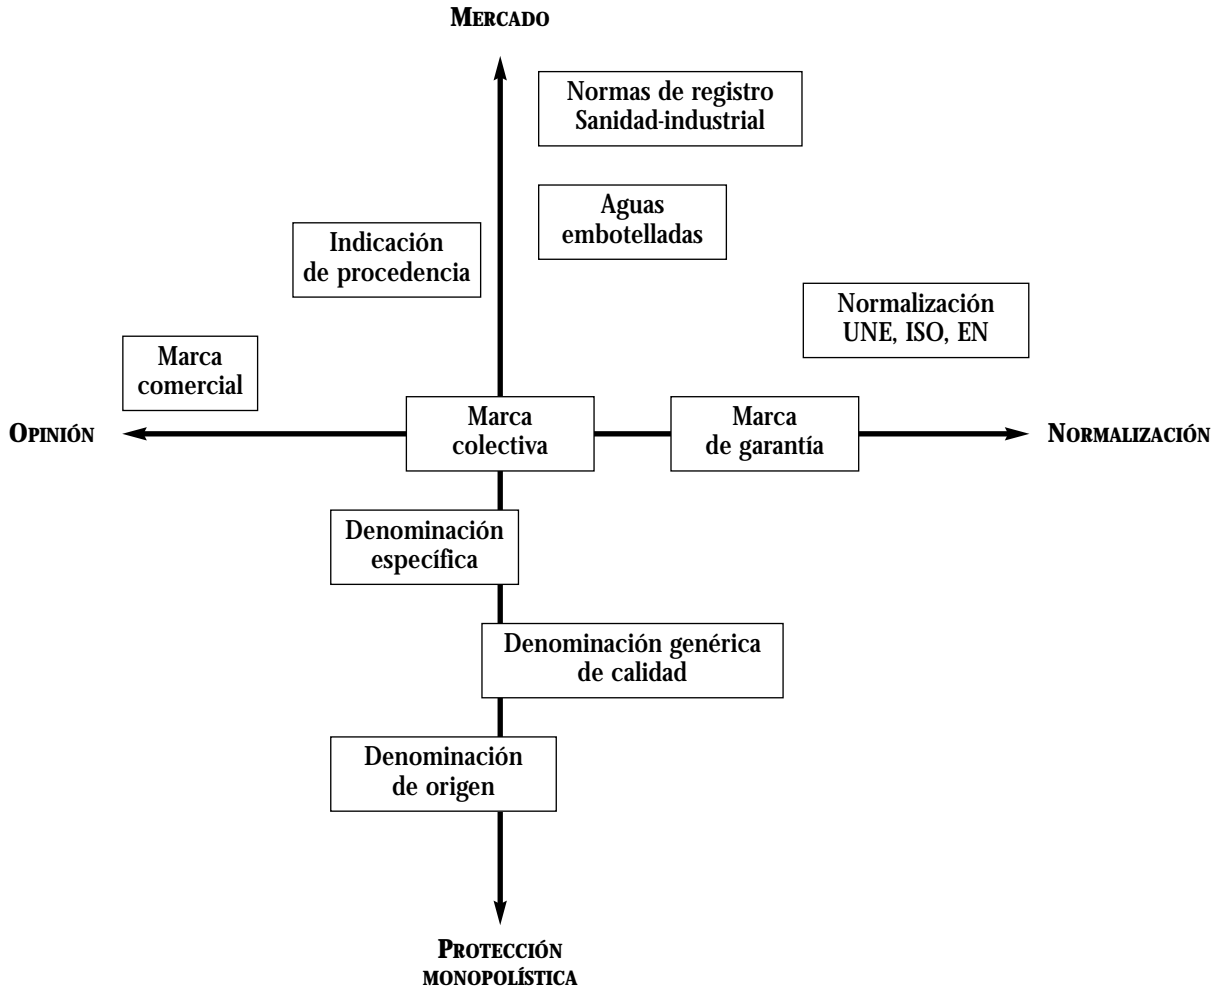 MERCADO
Normas de registro
Sanidad-industrial
Aguas
embotelladas
Indicación
de procedencia
Normalización
UNE, ISO, EN
Marca
comercial
OPINIÓN
Marca
colectiva
Marca
de garantía
NORMALIZACIÓN
Denominación
específica
Denominación genérica
de calidad
Denominación
de origen
PROTECCIÓN
MONOPOLÍSTICA